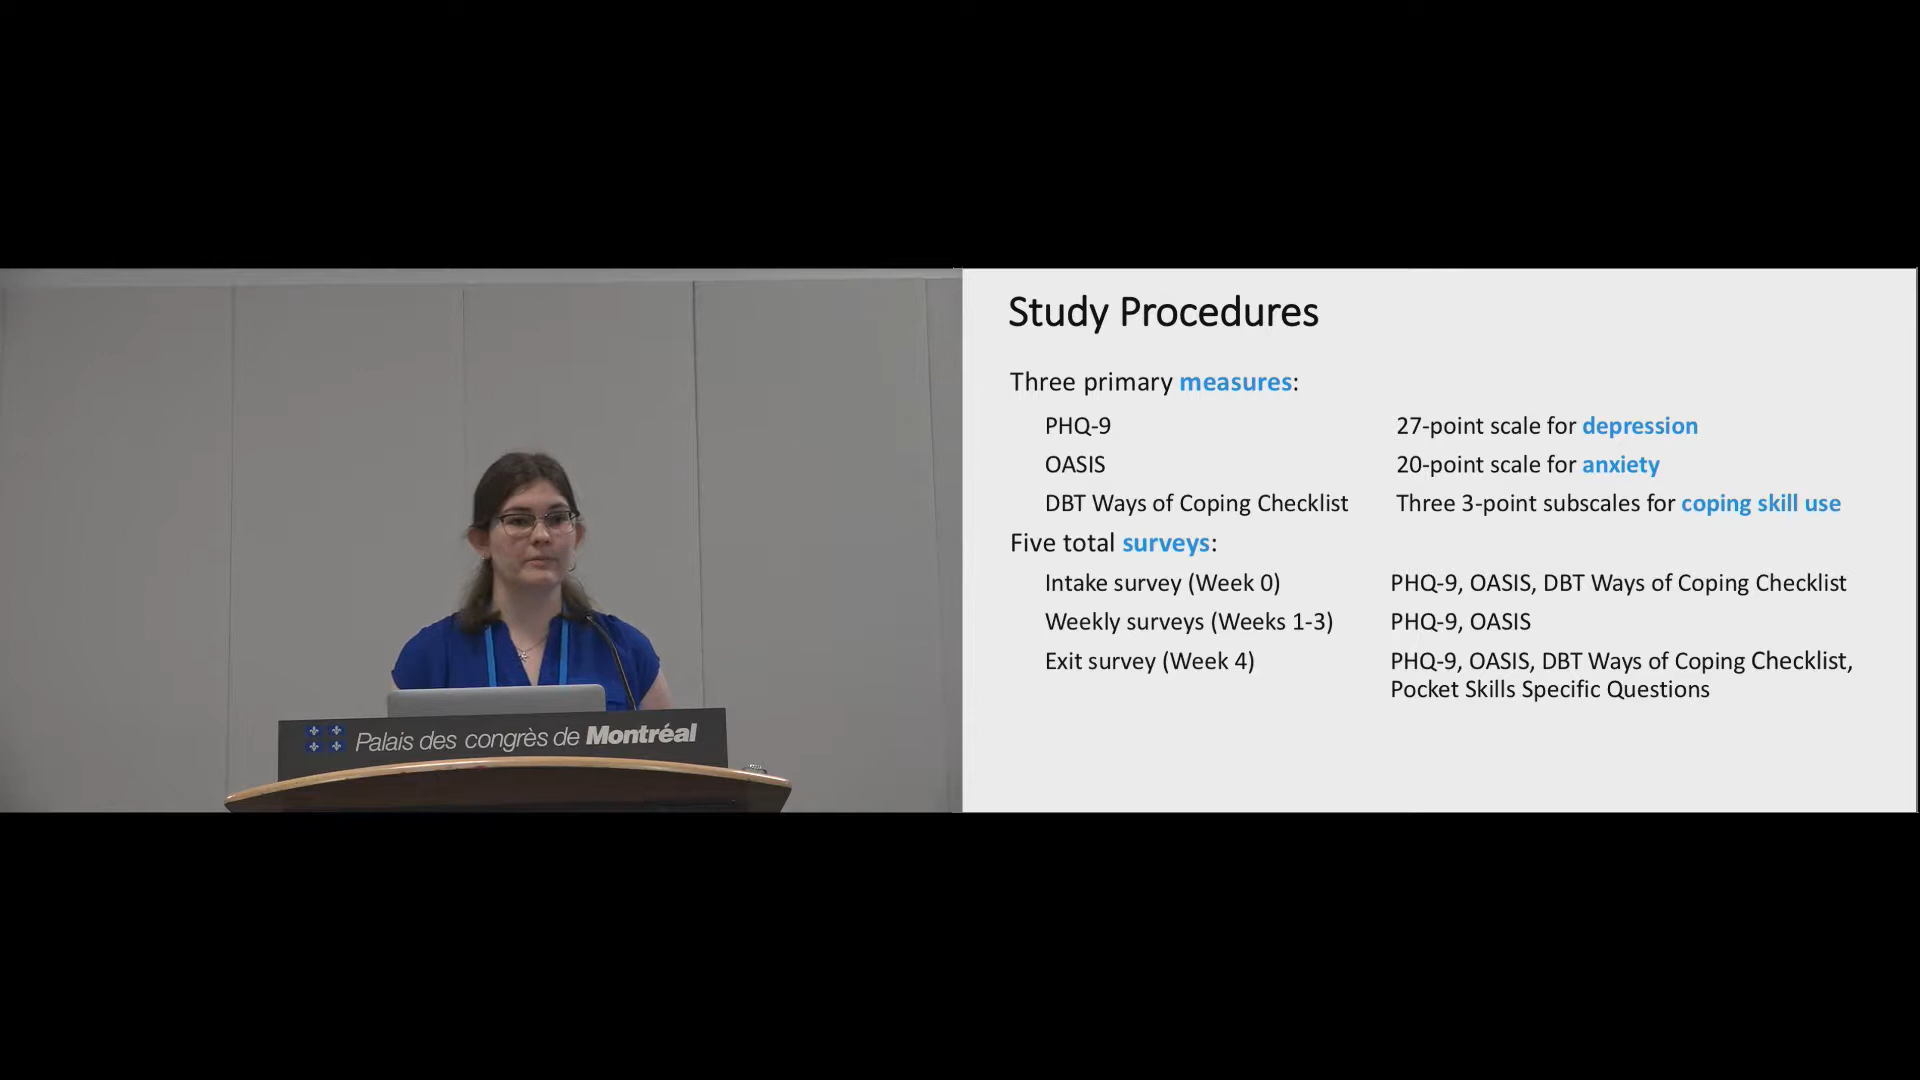 Study Procedures
Three primary measures:
PHQ-9 27-point scale for depression
OASIS 20-point scale for anxiety
DBT Ways of Coping Checklist Three 3-point subscales for coping skill use
Five total surveys:
Intake survey (Week 0) PHQ-9, OASIS, DBT Ways of Coping Checklist
Weekly surveys (Weeks 1-3) PHQ-9, OASIS
Exit survey (Week 4) PHQ-9, OASIS, DBT Ways of Coping Checklist,
Pocket Skills Specific Questions
Palais des congrès de Montréal